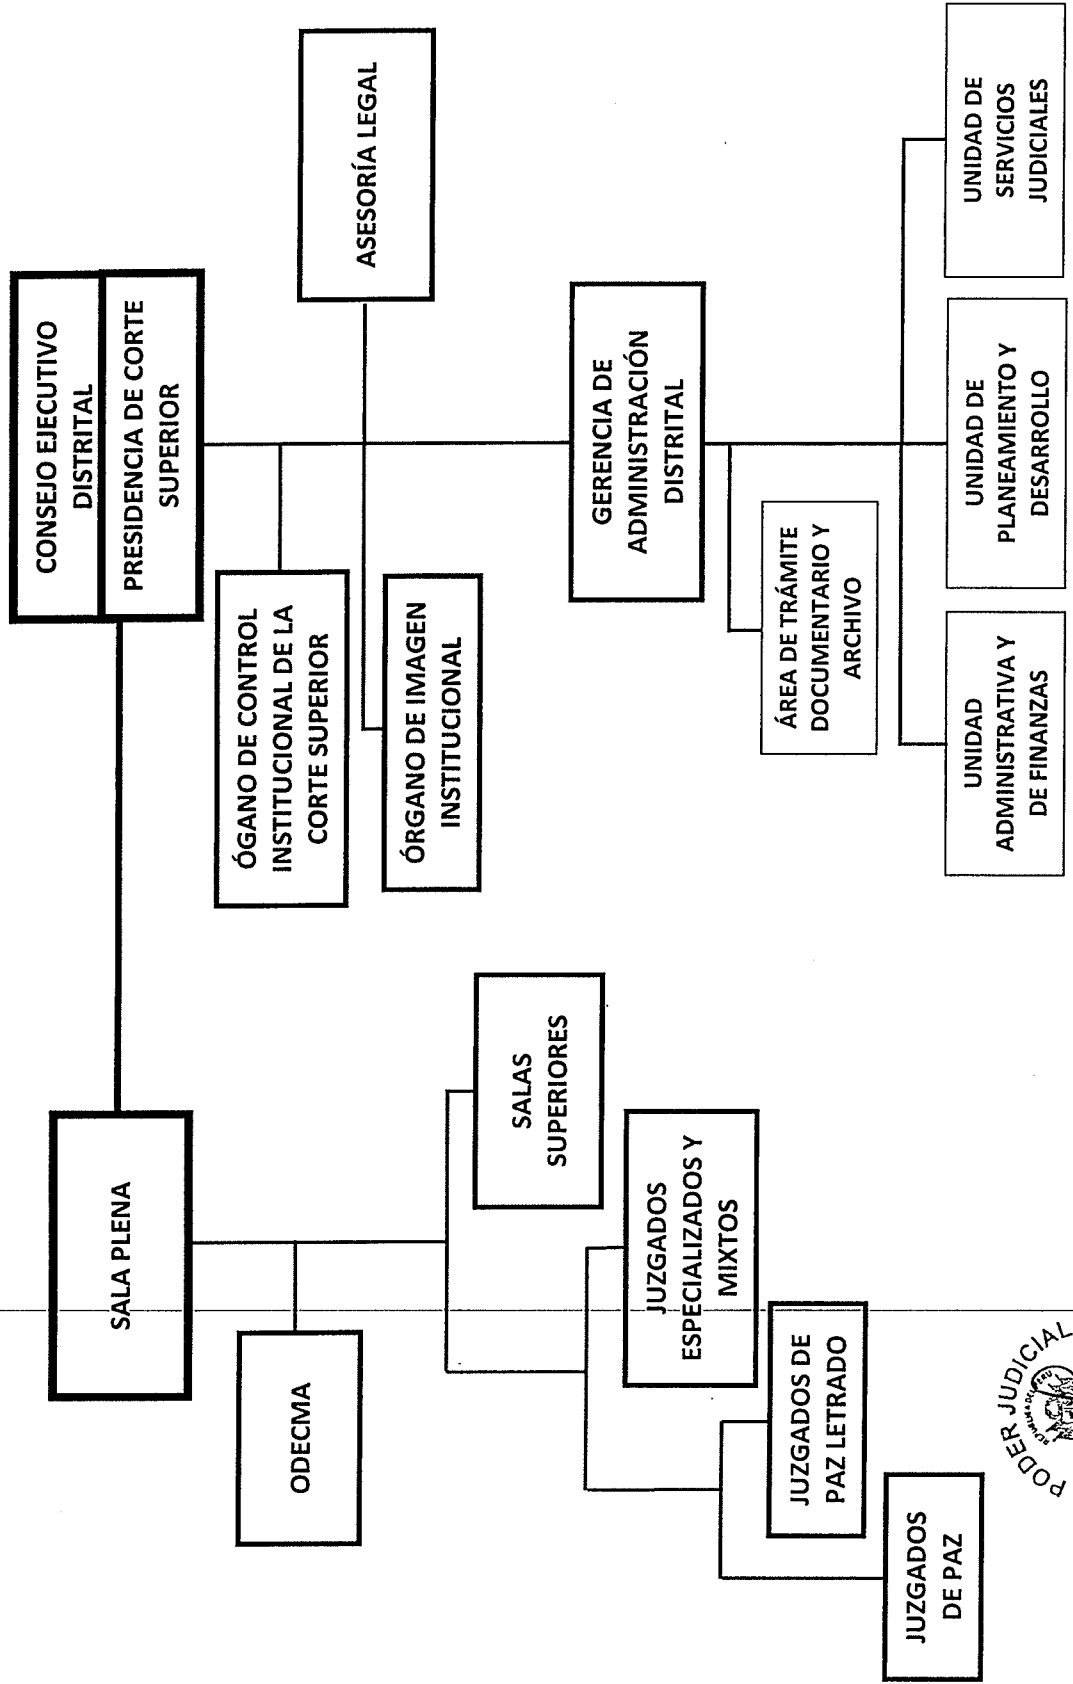 CONSEJO EJECUTIVO
DISTRITAL
PRESIDENCIA DE CORTE
SUPERIOR
SALA PLENA
ÓGANO DE CONTROL
INSTITUCIONAL DE LA
CORTE SUPERIOR
ODECMA
ASESORÍA LEGAL
ÓRGANO DE IMAGEN
INSTITUCIONAL
SALAS
SUPERIORES
GERENCIA DE
ADMINISTRACIÓN
DISTRITAL
JUZGADOS
ESPECIALIZADOS Y
MIXTOS
ÁREA DE TRÁMITE
DOCUMENTARIO Y
ARCHIVO
JUZGADOS DE
PAZ LETRADO
JUZGADOS
DE PAZ
UNIDAD
ADMINISTRATIVA Y
DE FINANZAS
UNIDAD DE
PLANEAMIENTO Y
DESARROLLO
UNIDAD DE
SERVICIOS
JUDICIALES
PODER JUDICIAL